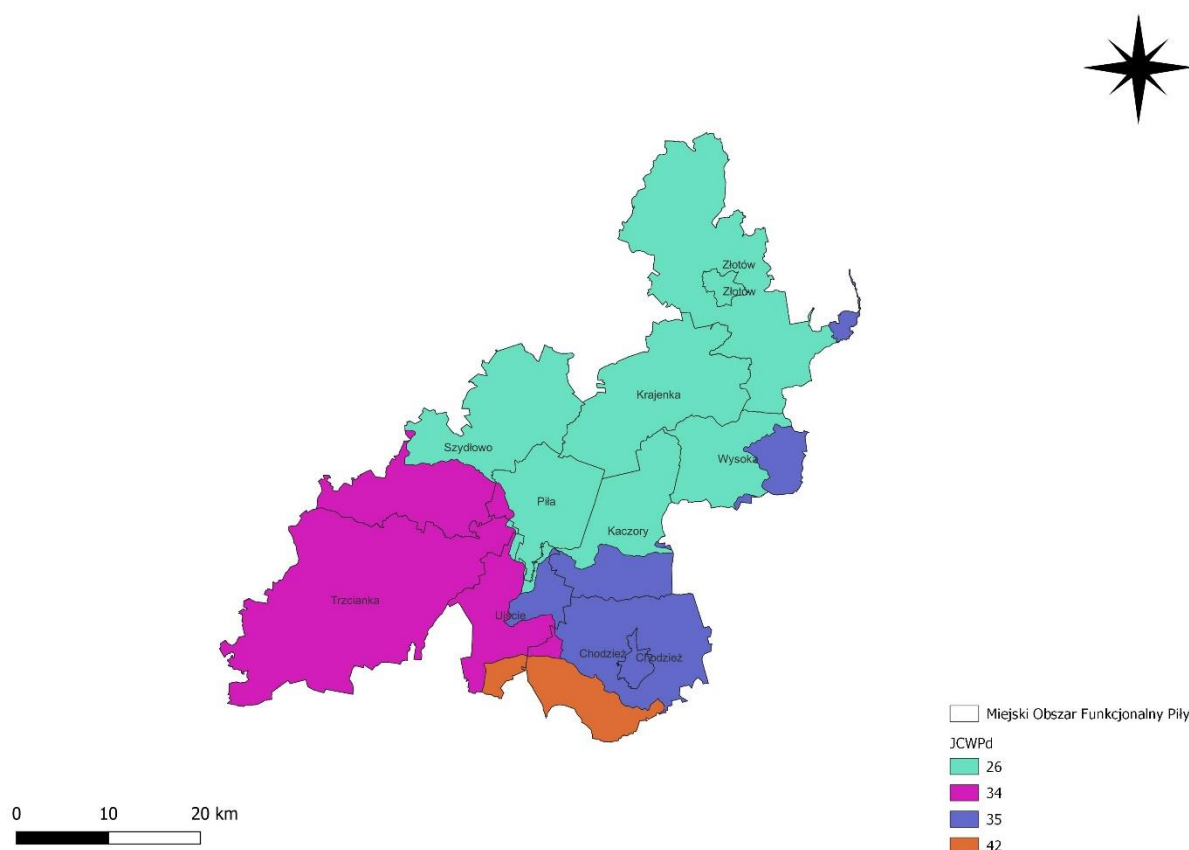 Złotów
Złotów
Krajenka
Szydłowo
Wysoka
Piła
Kaczory
Trzcianka
Ujście
Chodzież
Chodzież
Miejski Obszar Funkcjonalny Piły
JCWPd
26
34
35
42
0 10 20 km